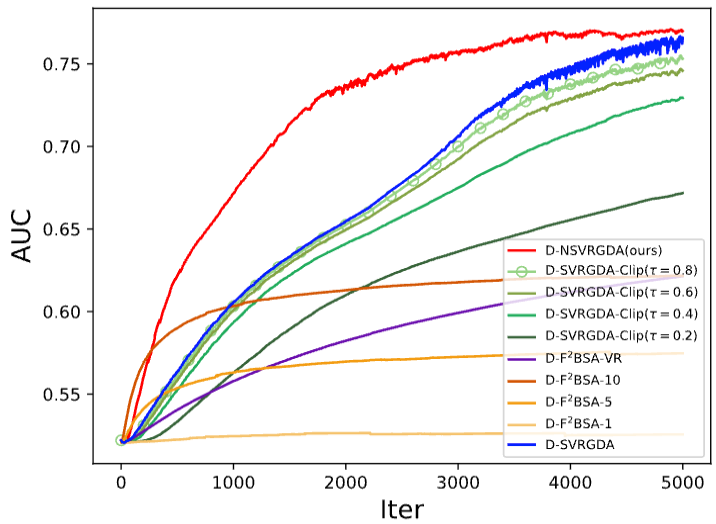 AUC
0.75
0.70
0.65
0.60
0.55
0
1000
2000
3000
4000
5000
Iter
D-NSVRGDA(ours)
D-SVRGDA-Clip(τ = 0.8)
D-SVRGDA-Clip(τ = 0.6)
D-SVRGDA-Clip(τ = 0.4)
D-SVRGDA-Clip(τ = 0.2)
D-F²BSA-VR
D-F²BSA-10
D-F²BSA-5
D-F²BSA-1
D-SVRGDA